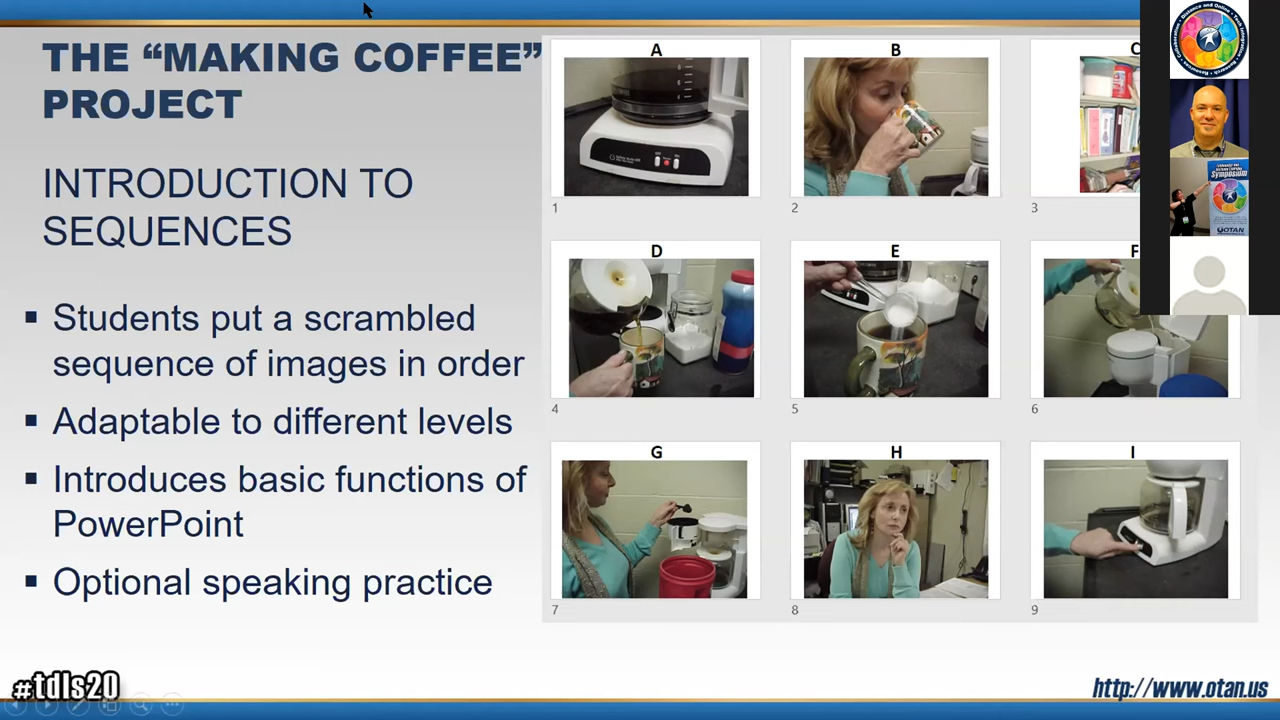 THE “MAKING COFFEE”
PROJECT
INTRODUCTION TO
SEQUENCES
▪ Students put a scrambled
sequence of images in order
▪ Adaptable to different levels
▪ Introduces basic functions of
PowerPoint
▪ Optional speaking practice
A
B
C
1
2
3
D
E
F
4
5
6
G
H
I
7
8
9
Symposium
OTAN
#tdls20
http://www.otan.us